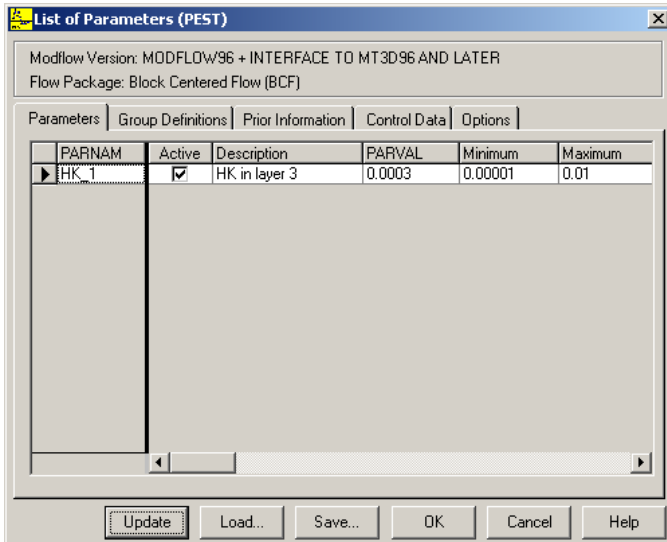 List of Parameters (PEST)
Modflow Version: MODFLOW96 + INTERFACE TO MT3D96 AND LATER
Flow Package: Block Centered Flow (BCF)
Parameters Group Definitions Prior Information Control Data Options
PARNAM Active Description PARVAL Minimum Maximum
HK_1 HK in layer 3 0.0003 0.00001 0.01
Update Load... Save... OK Cancel Help